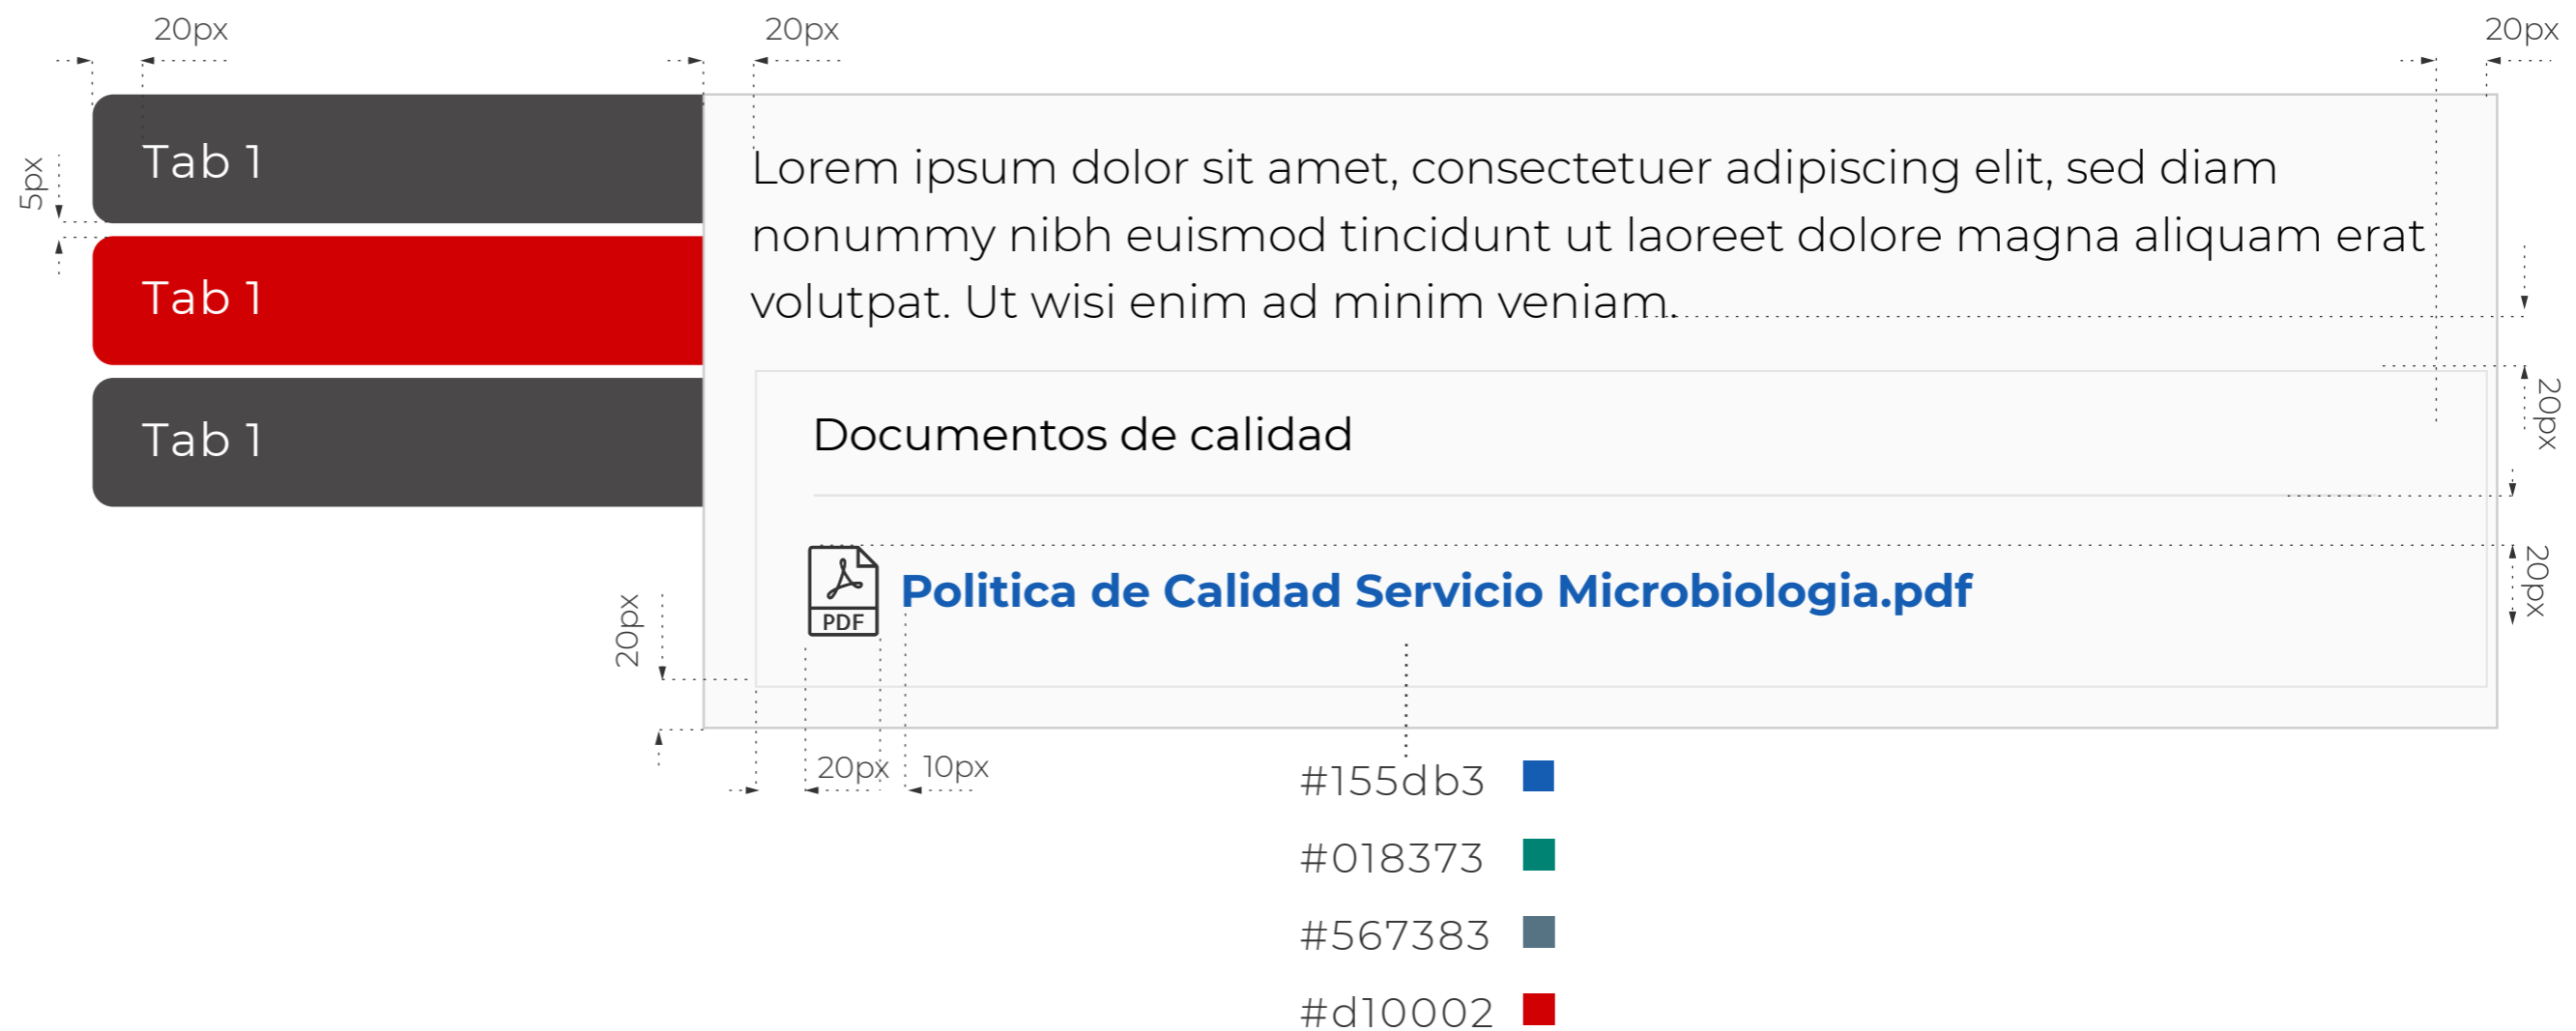 20px
20px
20px
5px
Tab 1
Tab 1
Tab 1
Lorem ipsum dolor sit amet, consectetuer adipiscing elit, sed diam
nonummy nibh euismod tincidunt ut laoreet dolore magna aliquam erat
volutpat. Ut wisi enim ad minim veniam.
20px
Documentos de calidad
PDF
Politica de Calidad Servicio Microbiologia.pdf
20px
20px
20px
10px
#155db3
#018373
#567383
#d10002